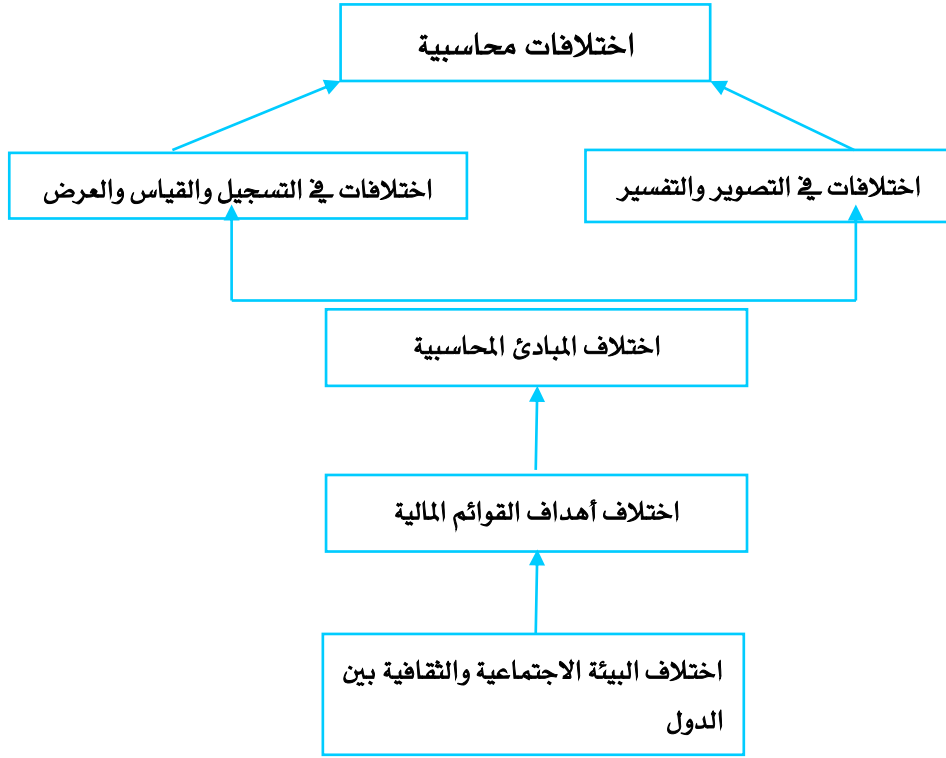 اختلافات محاسبية
اختلافات في التصوير والتفسير
اختلافات في التسجيل والقياس والعرض
اختلاف المبادئ المحاسبية
اختلاف أهداف القوائم المالية
اختلاف البيئة الاجتماعية والثقافية بين
الدول